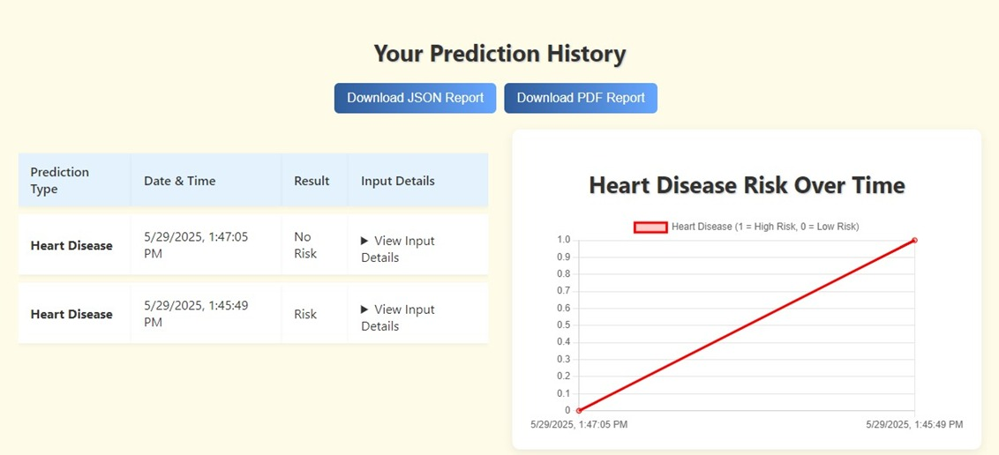 Your Prediction History
Download JSON Report
Download PDF Report
Prediction
Type
Date & Time
Result
Input Details
Heart Disease
5/29/2025, 1:47:05
PM
No
Risk
▶ View Input
Details
Heart Disease
5/29/2025, 1:45:49
PM
Risk
▶ View Input
Details
Heart Disease Risk Over Time
Heart Disease (1 = High Risk, 0 = Low Risk)
1.0
0.9
0.8
0.7
0.6
0.5
0.4
0.3
0.2
0.1
0
5/29/2025, 1:47:05 PM
5/29/2025, 1:45:49 PM